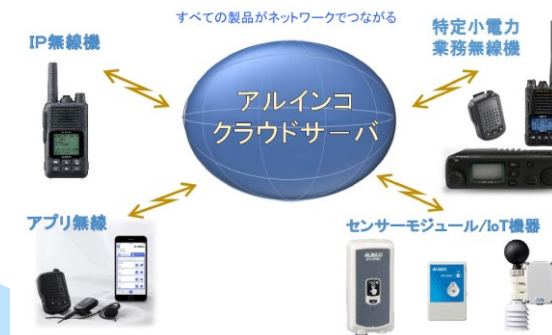 すべての製品がネットワークでつながる
IP無線機
特定小電力
業務無線機
アルインコ
クラウドサーバ
アプリ無線
センサーモジュール/IoT機器